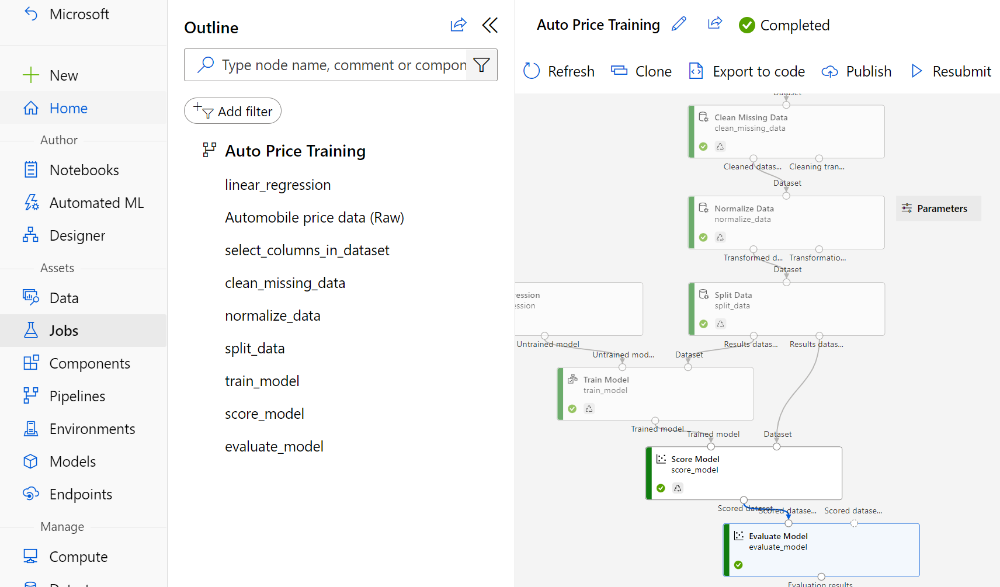 Microsoft
New
Home
Author
Notebooks
Automated ML
Designer
Assets
Data
Jobs
Components
Pipelines
Environments
Models
Endpoints
Manage
Compute
Outline
Type node name, comment or compon
Add filter
Auto Price Training
linear_regression
Automobile price data (Raw)
select_columns_in_dataset
clean_missing_data
normalize_data
split_data
train_model
score_model
evaluate_model
Auto Price Training
Completed
Refresh
Clone
Export to code
Publish
Resubmit
Dataset
Clean Missing Data
clean_missing_data
Cleaned datas...
Cleaning tran...
Dataset
Normalize Data
normalize_data
Parameters
Transformed d...
Transformatio...
Dataset
ression
ession
Split Data
split_data
Untrained model
Results datas...
Results datas...
Untrained mod...
Dataset
Train Model
train_model
Trained model
Trained model
Dataset
Score Model
score_model
Scored dataset
Scored datase...
Scored datase...
Evaluate Model
evaluate_model
Evaluation results